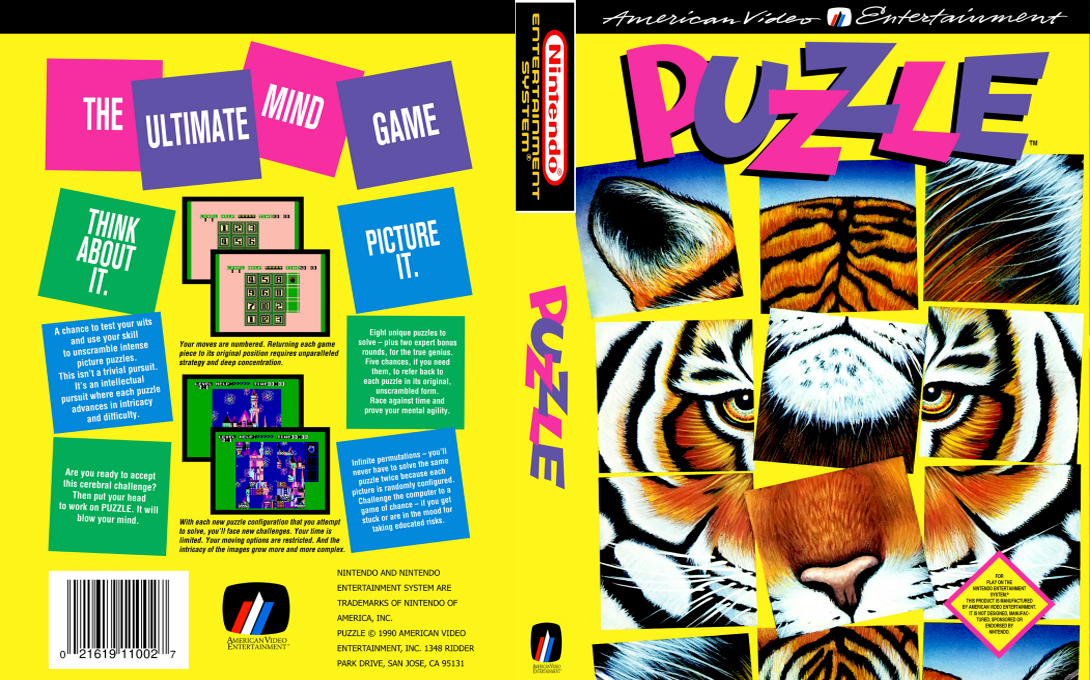 THE
ULTIMATE
MIND
GAME
THINK
ABOUT
IT.
PICTURE
IT.
A chance to test your wits
and use your skill
to unscramble intense
picture puzzles.
This isn't a trivial pursuit.
It's an intellectual
pursuit where each puzzle
advances in intricacy
and difficulty.
Your moves are numbered. Returning each game
piece to its original position requires unparalleled
strategy and deep concentration.
Eight unique puzzles to
solve – plus two expert bonus
rounds, for the true genius.
Five chances, if you need
them, to refer back to
each puzzle in its original,
unscrambled form.
Race against time and
prove your mental agility.
Are you ready to accept
this cerebral challenge?
Then put your head
to work on PUZZLE. It will
blow your mind.
With each new puzzle configuration that you attempt
to solve, you'll face new challenges. Your time is
limited. Your moving options are restricted. And the
intricacy of the images grow more and more complex.
Infinite permutations – you'll
never have to solve the same
puzzle twice because each
picture is randomly configured.
Challenge the computer to a
game of chance – if you get
stuck or are in the mood for
taking educated risks.
0 21619 11002 7
AMERICAN VIDEO
ENTERTAINMENT™
NINTENDO AND NINTENDO
ENTERTAINMENT SYSTEM ARE
TRADEMARKS OF NINTENDO OF
AMERICA, INC.
PUZZLE © 1990 AMERICAN VIDEO
ENTERTAINMENT, INC. 1348 RIDDER
PARK DRIVE, SAN JOSE, CA 95131
Nintendo®
ENTERTAINMENT
SYSTEM®
PUZZLE
AMERICAN VIDEO
ENTERTAINMENT
American Video Entertainment
PUZZLE™
FOR
PLAY ON THE
NINTENDO ENTERTAINMENT
SYSTEM®
THIS PRODUCT IS MANUFACTURED
BY AMERICAN VIDEO ENTERTAINMENT,
IT IS NOT DESIGNED, MANUFAC-
TURED, SPONSORED OR
ENDORSED BY
NINTENDO.